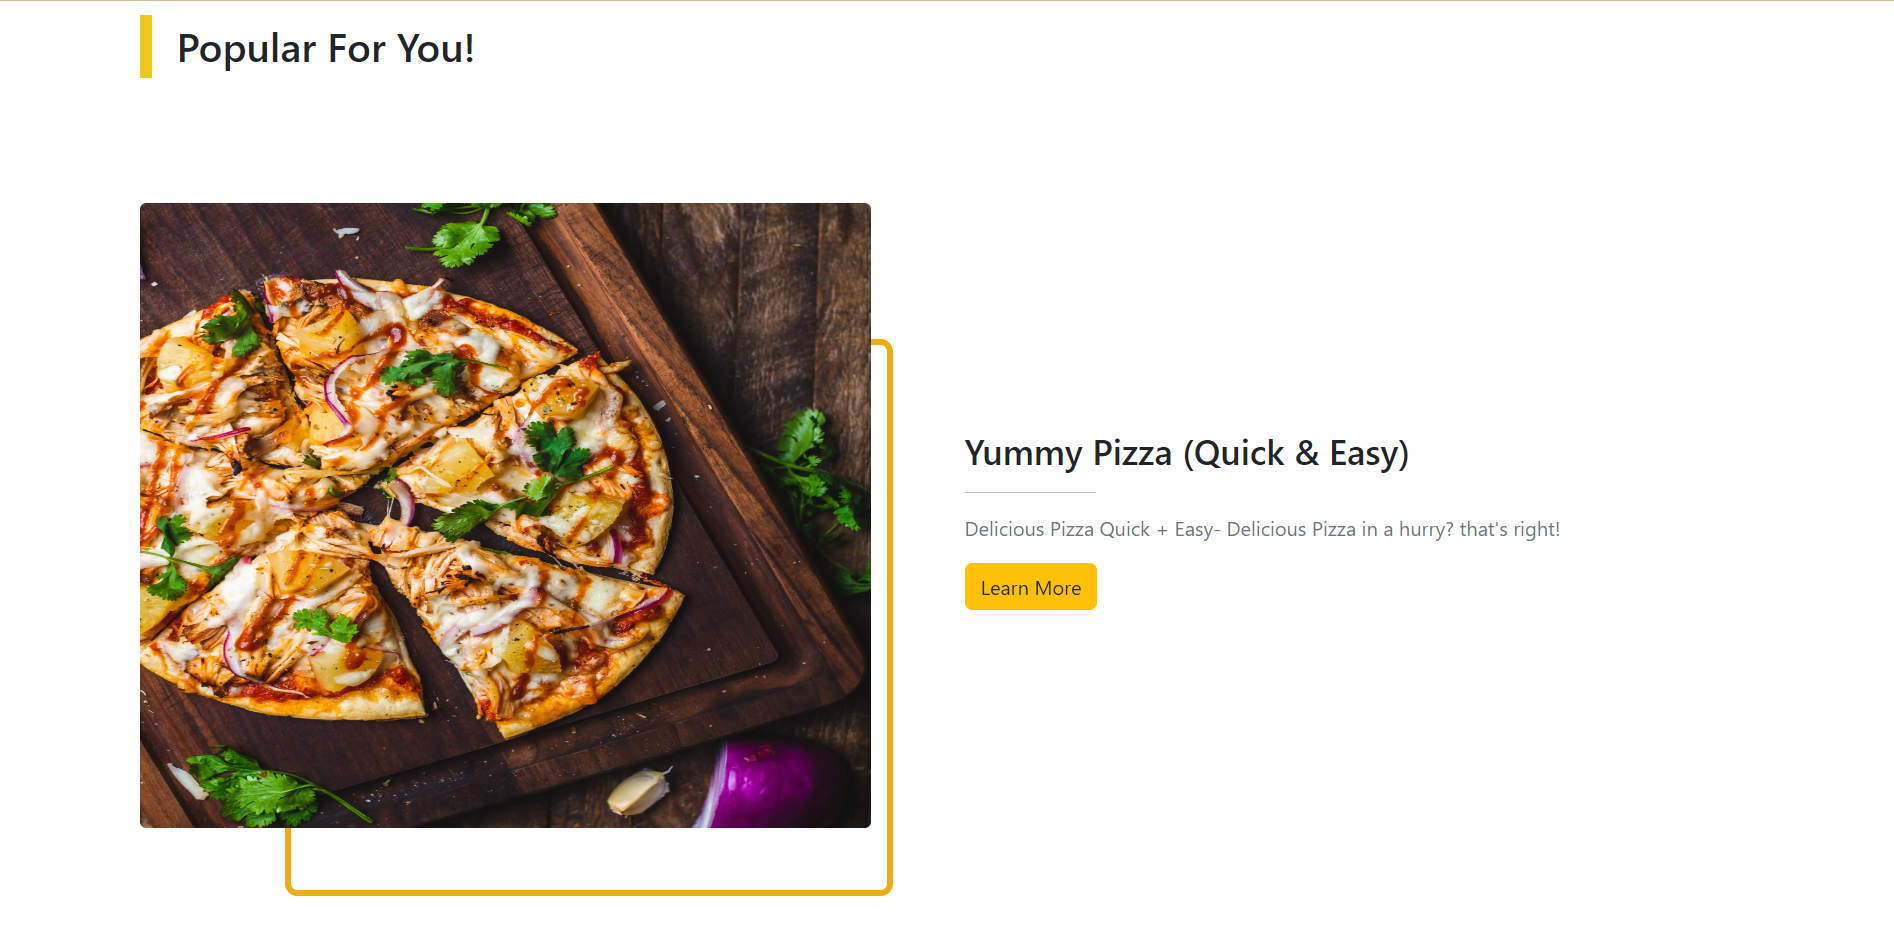 Popular For You!
Yummy Pizza (Quick & Easy)
Delicious Pizza Quick + Easy- Delicious Pizza in a hurry? that's right!
Learn More